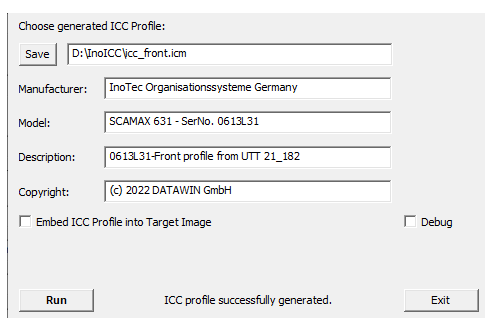 Choose generated ICC Profile:
Save D:\InoICC\icc_front.icm
Manufacturer: InoTec Organisationssysteme Germany
Model: SCAMAX 631 - SerNo. 0613L31
Description: 0613L31-Front profile from UTT 21_182
Copyright: (c) 2022 DATAWIN GmbH
Embed ICC Profile into Target Image Debug
Run ICC profile successfully generated. Exit